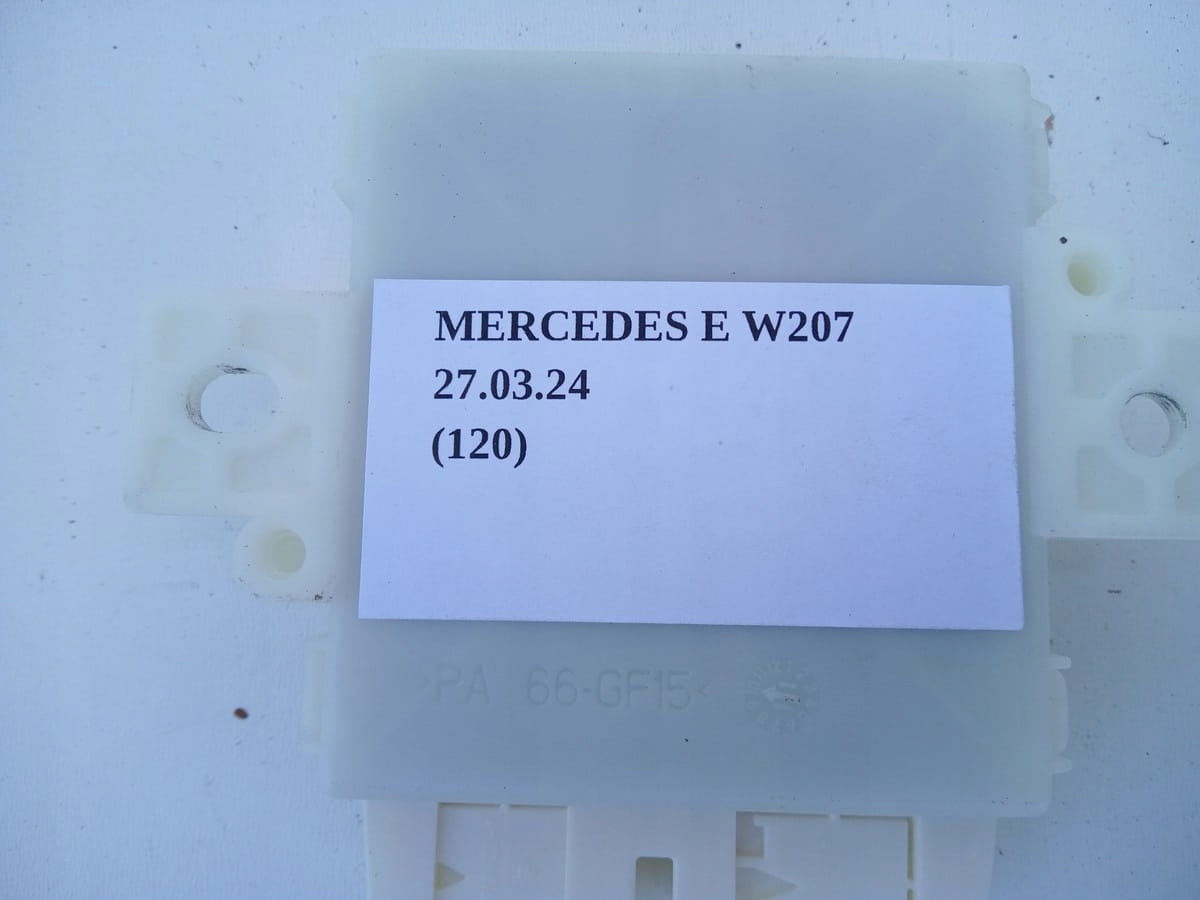 MERCEDES E W207
27.03.24
(120)
>PA 66-GF15<